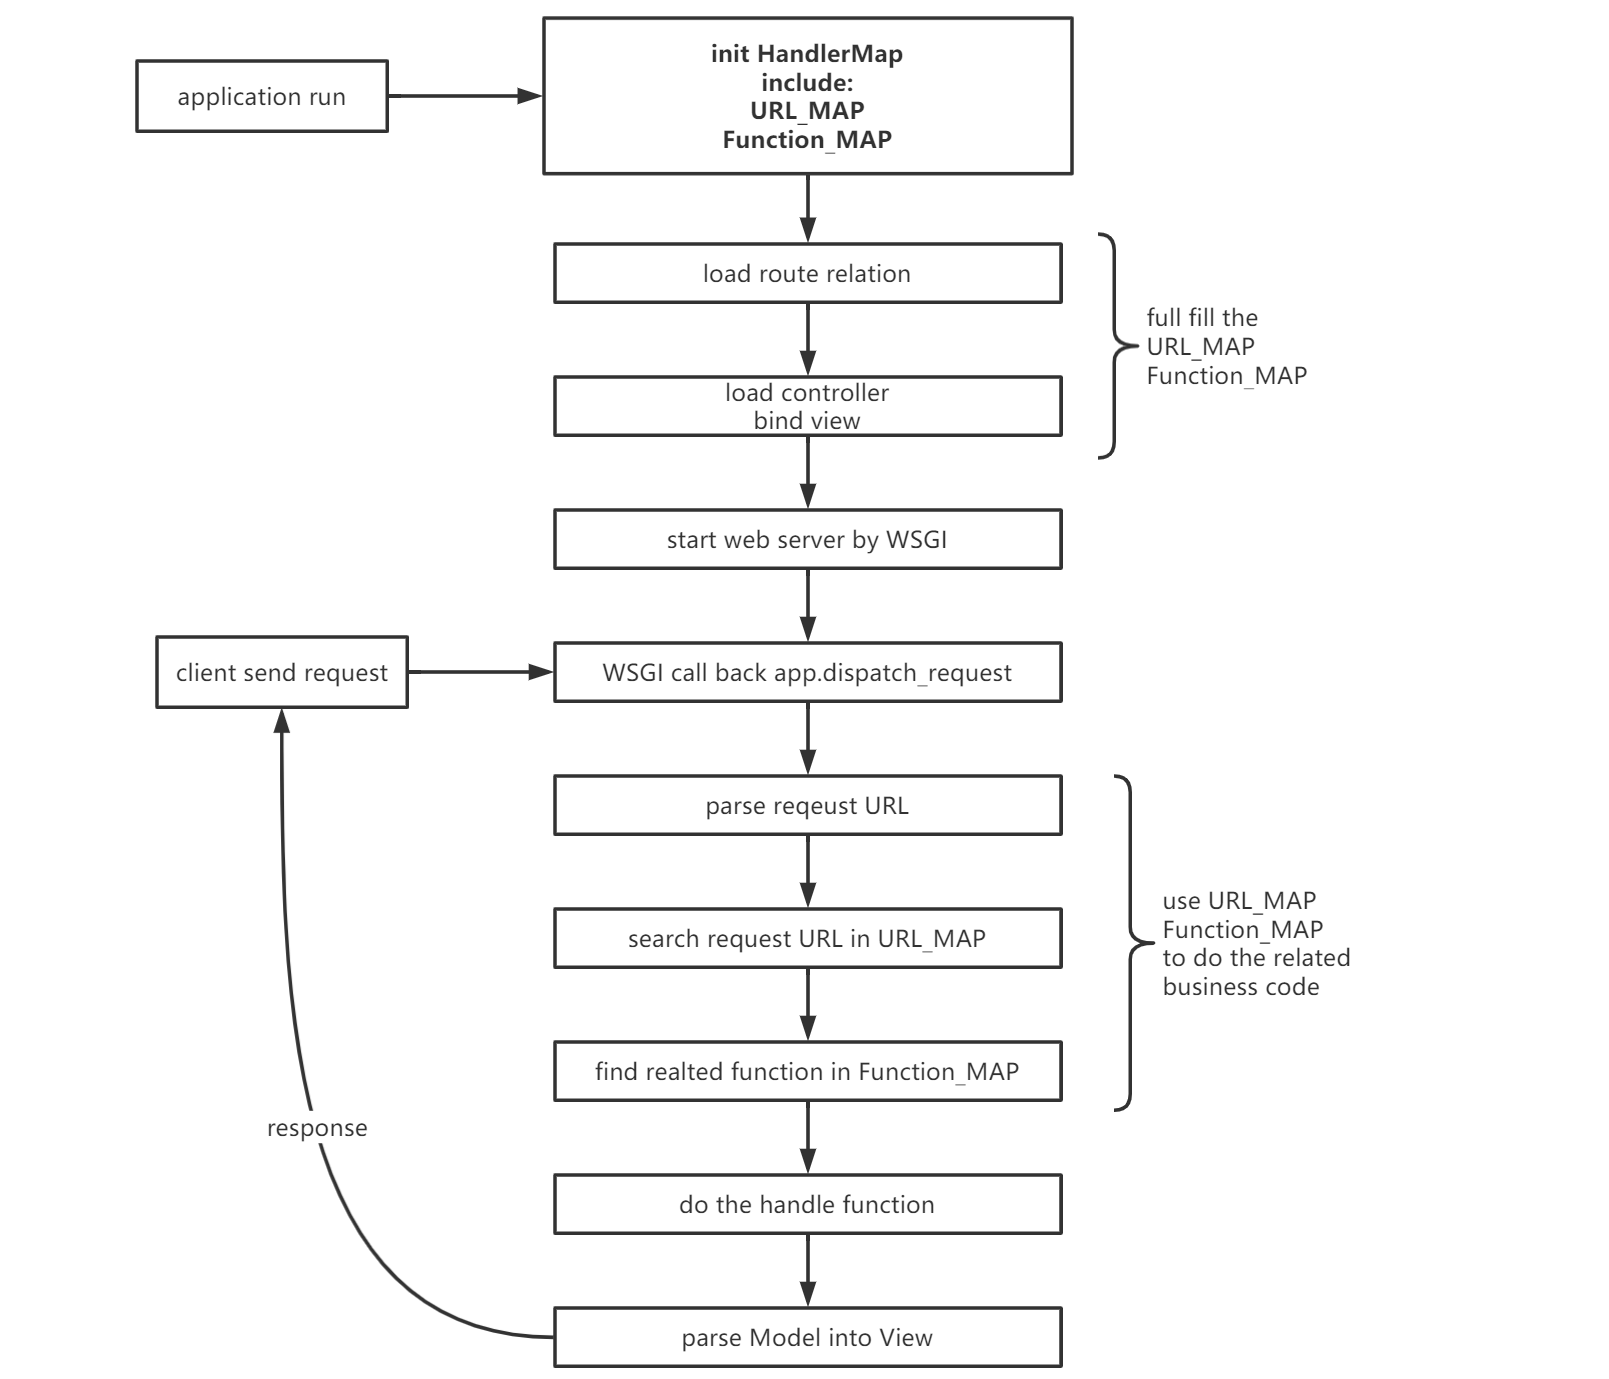 application run
init HandlerMap
include:
URL_MAP
Function_MAP
load route relation
full fill the
URL_MAP
Function_MAP
load controller
bind view
start web server by WSGI
client send request
WSGI call back app.dispatch_request
parse reqeust URL
search request URL in URL_MAP
use URL_MAP
Function_MAP
to do the related
business code
find realted function in Function_MAP
response
do the handle function
parse Model into View